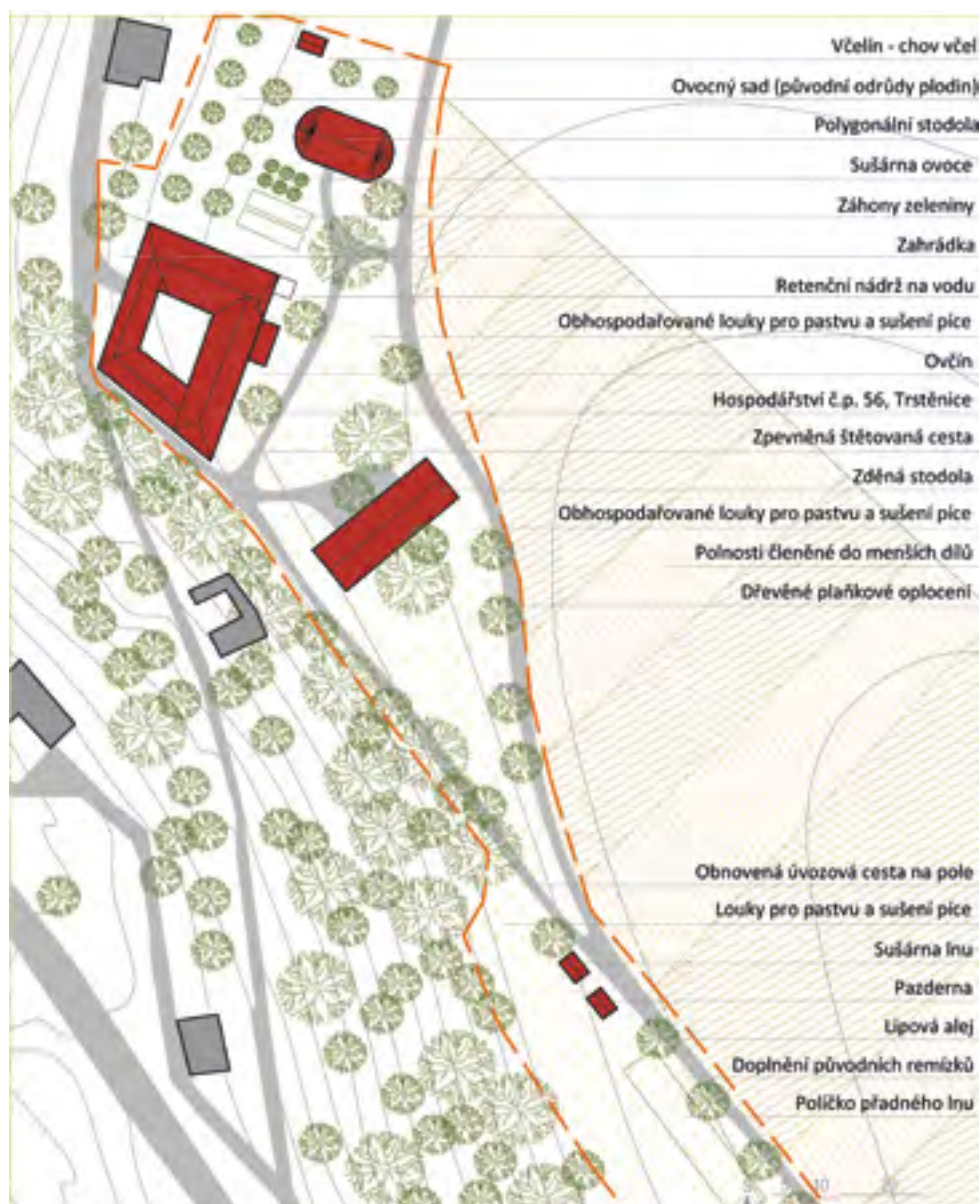 Včelín - chov včel
Ovocný sad (původní odrůdy plodin)
Polygonální stodola
Sušárna ovoce
Záhony zeleniny
Zahrádka
Retenční nádrž na vodu
Obhospodařované louky pro pastvu a sušení píce
Ovčín
Hospodářství č.p. 56, Trstěnice
Zpevněná štětovaná cesta
Zděná stodola
Obhospodařované louky pro pastvu a sušení píce
Polnosti členěné do menších dílů
Dřevěné plaňkové oplocení
Obnovená úvozová cesta na pole
Louky pro pastvu a sušení píce
Sušárna lnu
Pazderna
Lipová alej
Doplnění původních remízků
Políčko přadného lnu
10